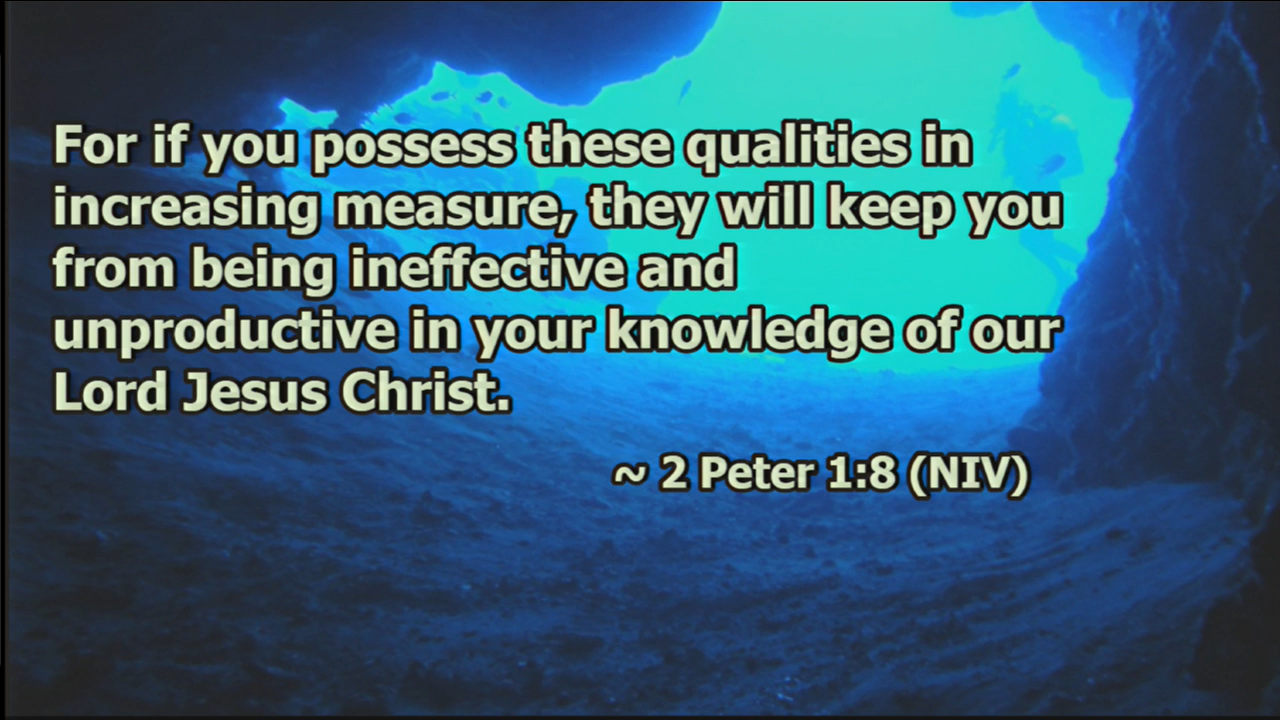 For if you possess these qualities in
increasing measure, they will keep you
from being ineffective and
unproductive in your knowledge of our
Lord Jesus Christ.
~ 2 Peter 1:8 (NIV)